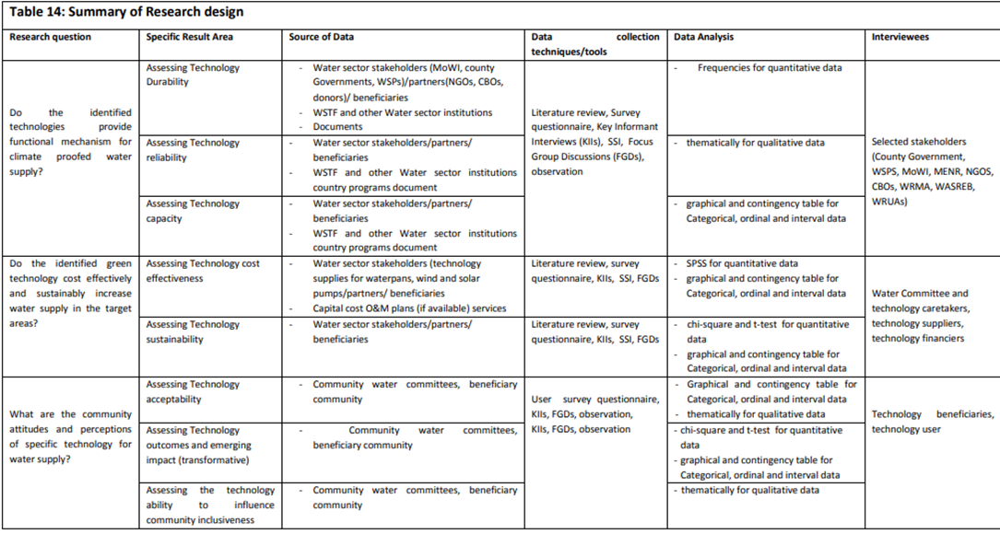 Table 14: Summary of Research design
Research question
Specific Result Area
Source of Data
Data collection
techniques/tools
Data Analysis
Interviewees
Do the identified
technologies provide
functional mechanism for
climate proofed water
supply?
Assessing Technology
Durability
- Water sector stakeholders (MoWI, county
Governments, WSPs)/partners(NGOs, CBOs,
donors)/ beneficiaries
- WSTF and other Water sector institutions
- Documents
Literature review, Survey
questionnaire, Key Informant
Interviews (KIIs), SSI, Focus
Group Discussions (FGDs),
observation
- Frequencies for quantitative data
Selected stakeholders
(County Government,
WSPS, MoWI, MENR, NGOS,
CBOs, WRMA, WASREB,
WRUAs)
Assessing Technology
reliability
- Water sector stakeholders/partners/
beneficiaries
- WSTF and other Water sector institutions
country programs document
- thematically for qualitative data
Assessing Technology
capacity
- Water sector stakeholders/partners/
beneficiaries
- WSTF and other Water sector institutions
country programs document
- graphical and contingency table for
Categorical, ordinal and interval data
Do the identified green
technology cost effectively
and sustainably increase
water supply in the target
areas?
Assessing Technology cost
effectiveness
- Water sector stakeholders (technology
supplies for waterpans, wind and solar
pumps/partners/ beneficiaries
- Capital cost O&M plans (if available) services
Literature review, survey
questionnaire, KIIs, SSI, FGDs
- SPSS for quantitative data
- graphical and contingency table for
Categorical, ordinal and interval data
Water Committee and
technology caretakers,
technology suppliers,
technology financiers
Assessing Technology
sustainability
- Water sector stakeholders/partners/
beneficiaries
Literature review, survey
questionnaire, KIIs, SSI, FGDs
- chi-square and t-test for quantitative
data
- graphical and contingency table for
Categorical, ordinal and interval data
What are the community
attitudes and perceptions
of specific technology for
water supply?
Assessing Technology
acceptability
- Community water committees, beneficiary
community
User survey questionnaire,
KIIs, FGDs, observation,
KIIs, FGDs, observation
- Graphical and contingency table for
Categorical, ordinal and interval data
- thematically for qualitative data
Technology beneficiaries,
technology user
Assessing Technology
outcomes and emerging
impact (transformative)
- Community water committees,
beneficiary community
- chi-square and t-test for quantitative
data
- graphical and contingency table for
Categorical, ordinal and interval data
Assessing the technology
ability to influence
community inclusiveness
- Community water committees, beneficiary
community
- thematically for qualitative data